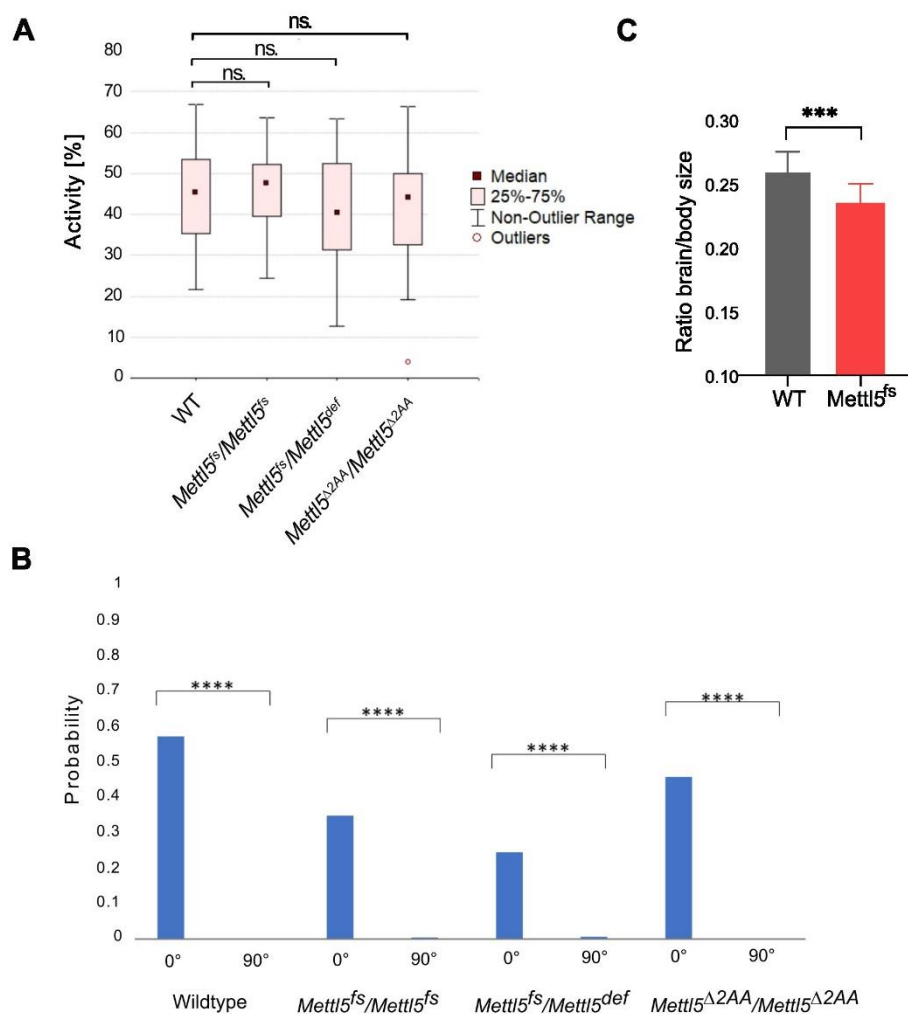 A
ns.
ns.
ns.
80
70
60
50
40
30
20
10
0
Activity [%]
Median
25%-75%
Non-Outlier Range
Outliers
WT
Mettl5fs/Mettl5fs
Mettl5fs/Mettl5def
Mettl5Δ2AA/Mettl5Δ2AA
C
***
0.30
0.25
0.20
0.15
0.10
Ratio brain/body size
WT
Mettl5fs
B
1
0.9
0.8
0.7
0.6
0.5
0.4
0.3
0.2
0.1
0
Probability
****
****
****
****
0° 90° 0° 90° 0° 90° 0° 90°
Wildtype Mettl5fs/Mettl5fs Mettl5fs/Mettl5def Mettl5Δ2AA/Mettl5Δ2AA